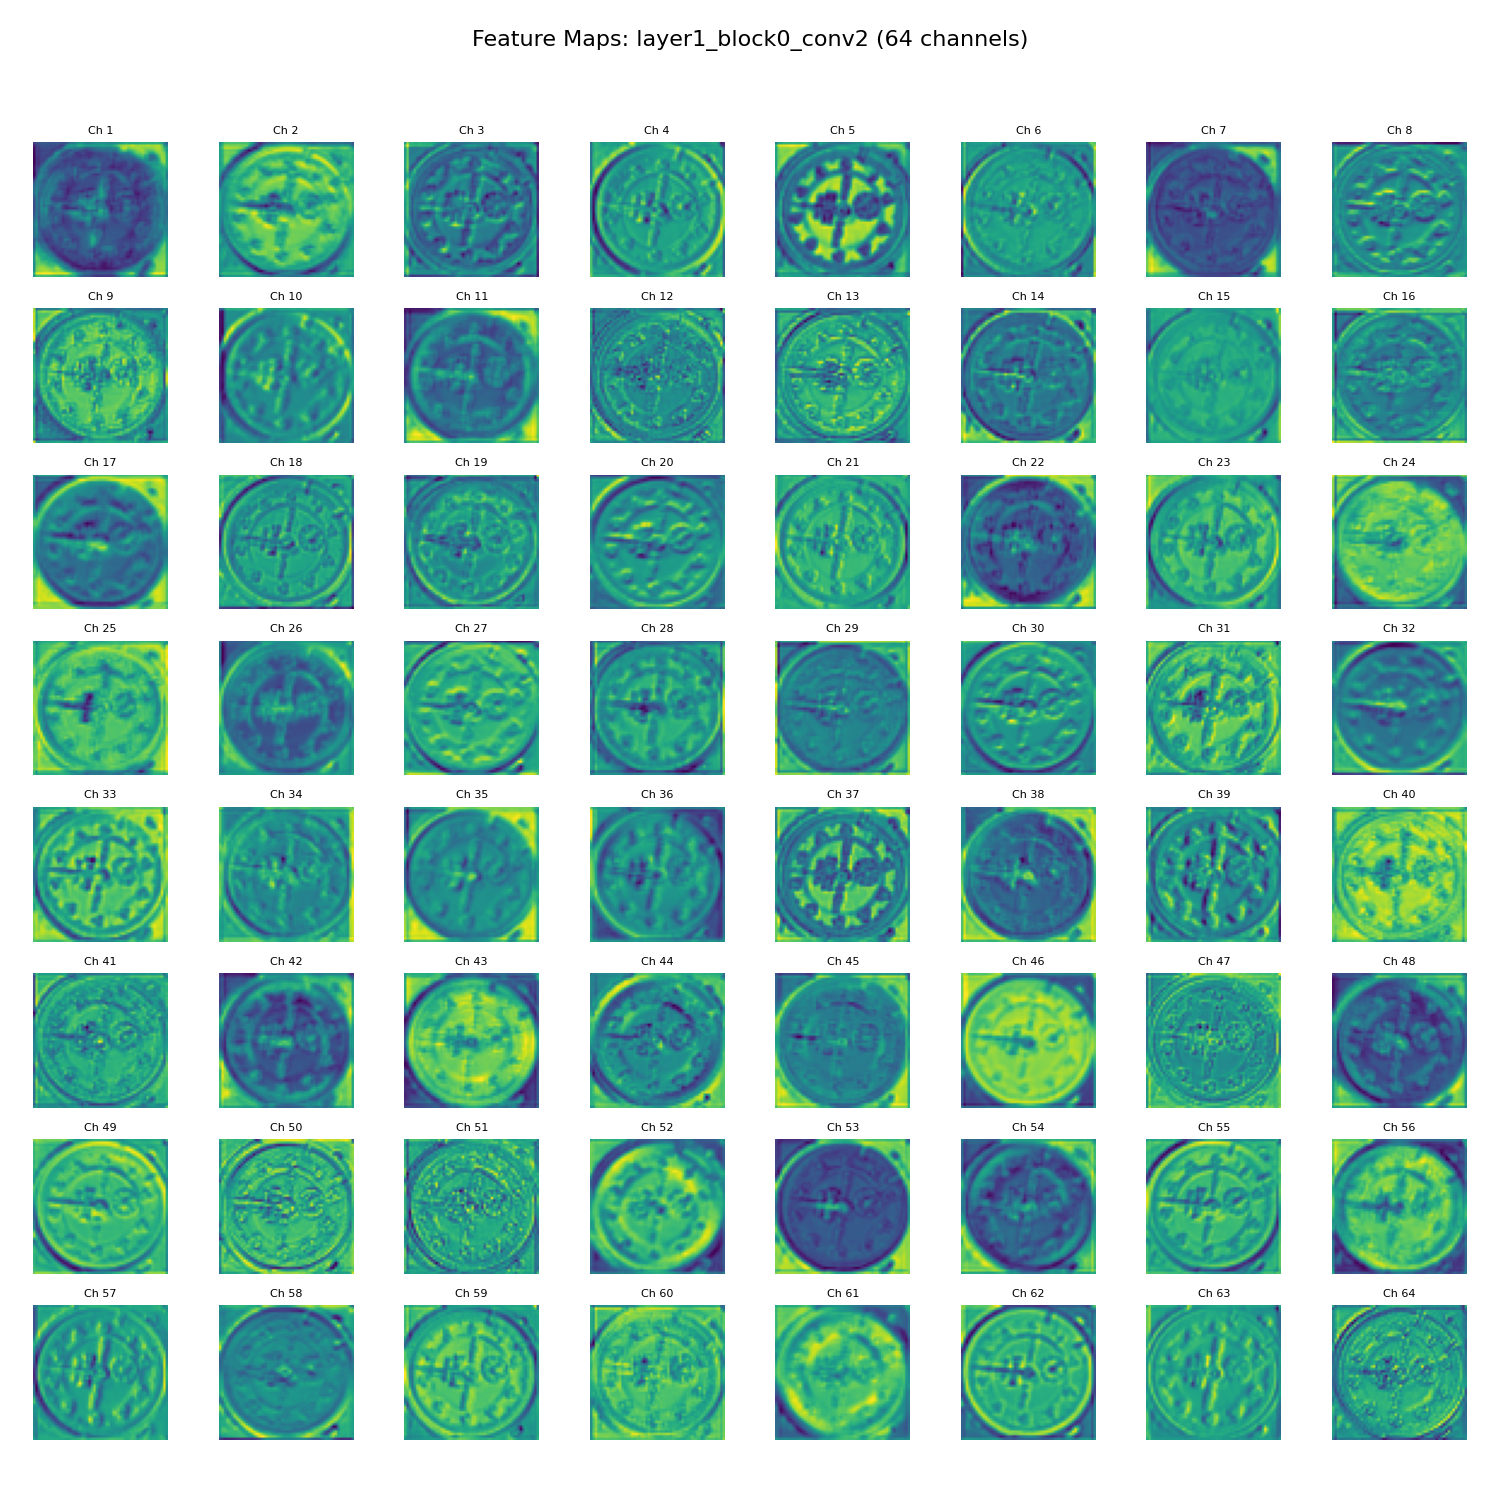 Feature Maps: layer1_block0_conv2 (64 channels)
Ch 1 Ch 2 Ch 3 Ch 4 Ch 5 Ch 6 Ch 7 Ch 8
Ch 9 Ch 10 Ch 11 Ch 12 Ch 13 Ch 14 Ch 15 Ch 16
Ch 17 Ch 18 Ch 19 Ch 20 Ch 21 Ch 22 Ch 23 Ch 24
Ch 25 Ch 26 Ch 27 Ch 28 Ch 29 Ch 30 Ch 31 Ch 32
Ch 33 Ch 34 Ch 35 Ch 36 Ch 37 Ch 38 Ch 39 Ch 40
Ch 41 Ch 42 Ch 43 Ch 44 Ch 45 Ch 46 Ch 47 Ch 48
Ch 49 Ch 50 Ch 51 Ch 52 Ch 53 Ch 54 Ch 55 Ch 56
Ch 57 Ch 58 Ch 59 Ch 60 Ch 61 Ch 62 Ch 63 Ch 64